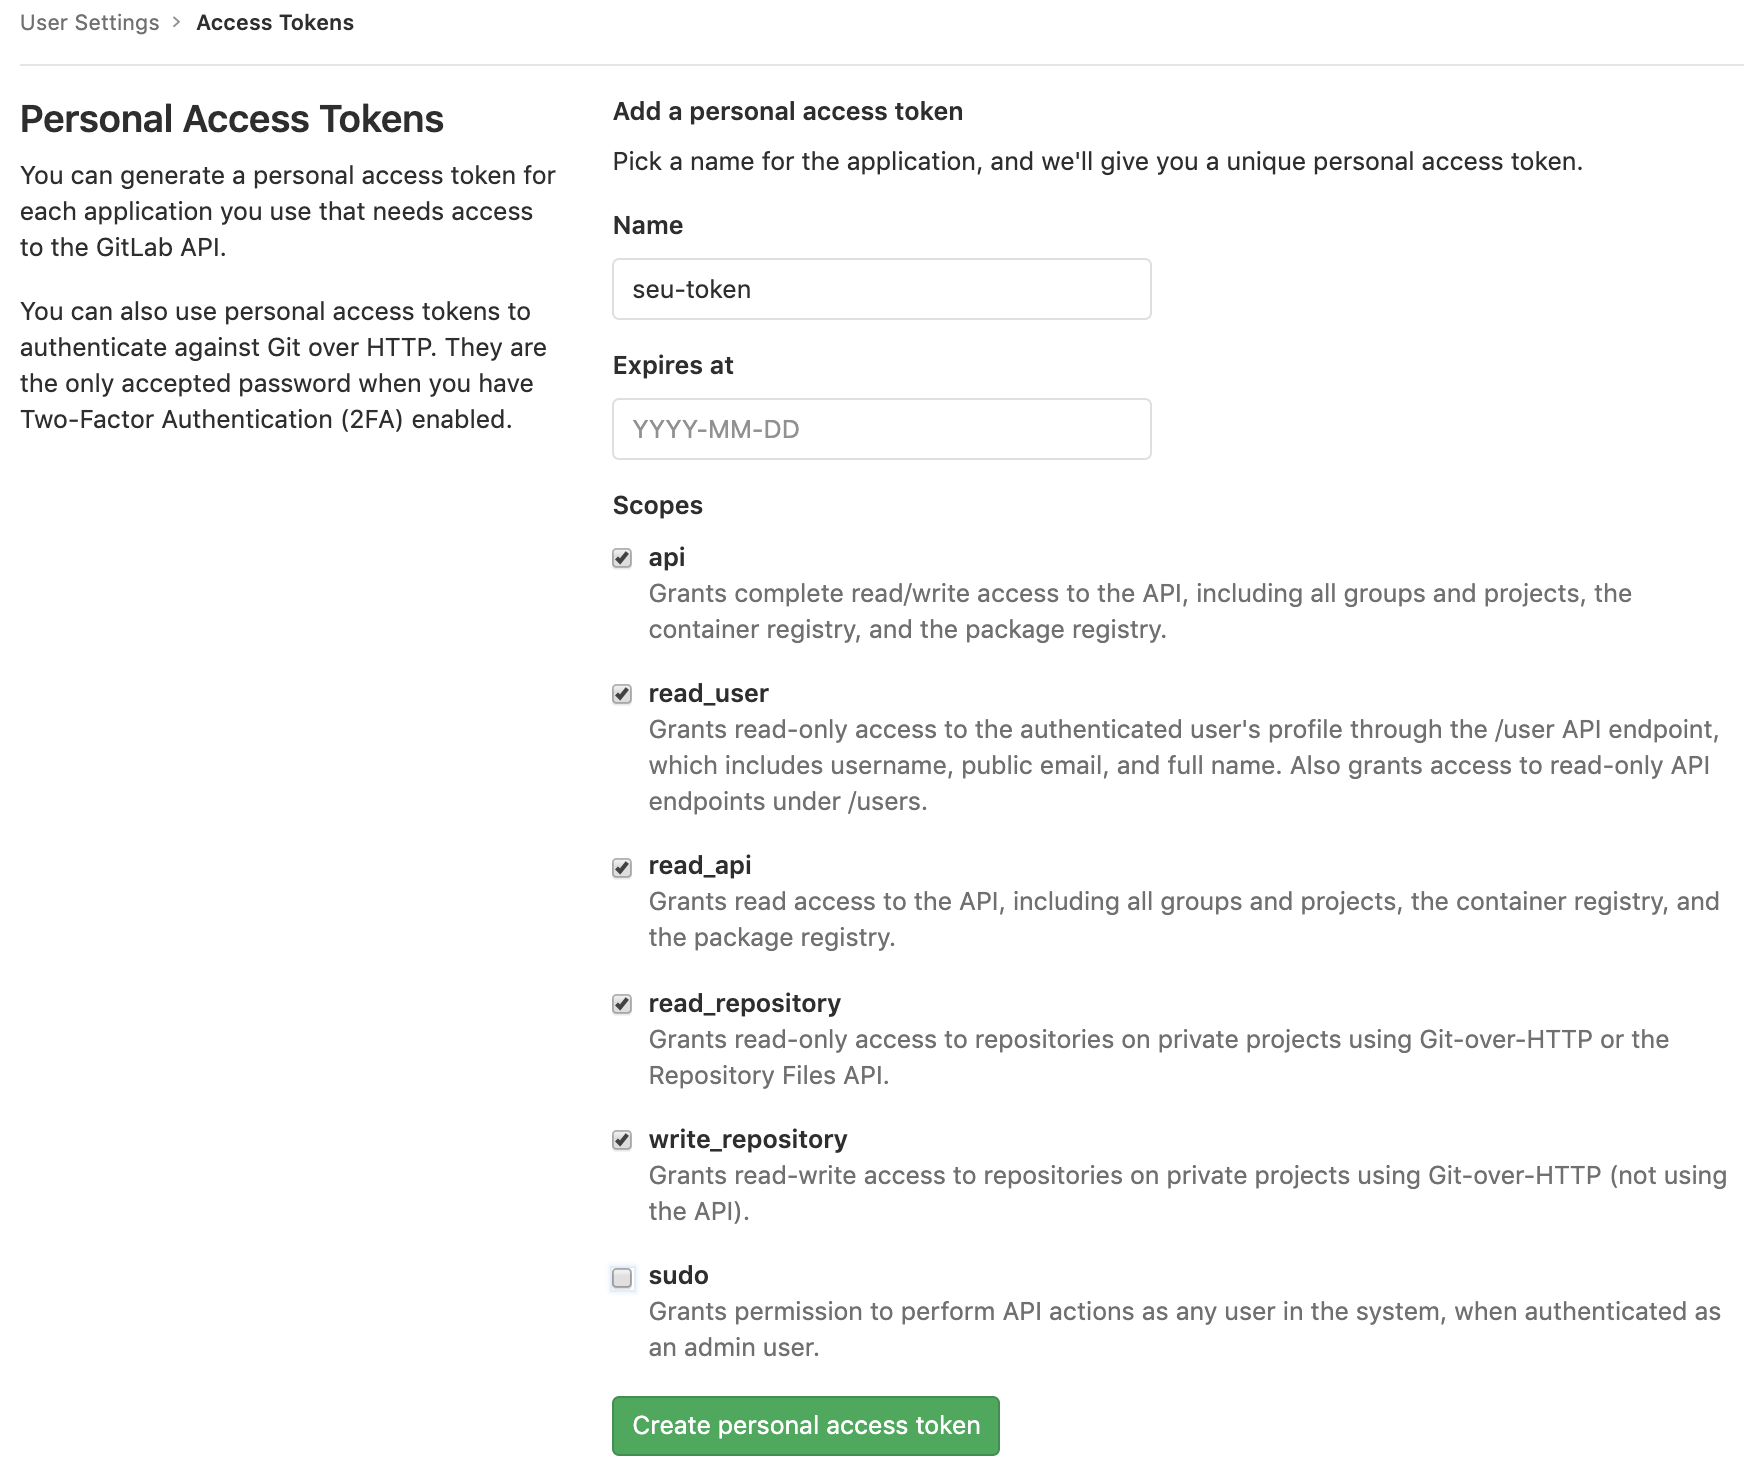 User Settings > Access Tokens
Personal Access Tokens
You can generate a personal access token for
each application you use that needs access
to the GitLab API.
You can also use personal access tokens to
authenticate against Git over HTTP. They are
the only accepted password when you have
Two-Factor Authentication (2FA) enabled.
Add a personal access token
Pick a name for the application, and we'll give you a unique personal access token.
Name
seu-token
Expires at
YYYY-MM-DD
Scopes
api
Grants complete read/write access to the API, including all groups and projects, the
container registry, and the package registry.
read_user
Grants read-only access to the authenticated user's profile through the /user API endpoint,
which includes username, public email, and full name. Also grants access to read-only API
endpoints under /users.
read_api
Grants read access to the API, including all groups and projects, the container registry, and
the package registry.
read_repository
Grants read-only access to repositories on private projects using Git-over-HTTP or the
Repository Files API.
write_repository
Grants read-write access to repositories on private projects using Git-over-HTTP (not using
the API).
sudo
Grants permission to perform API actions as any user in the system, when authenticated as
an admin user.
Create personal access token